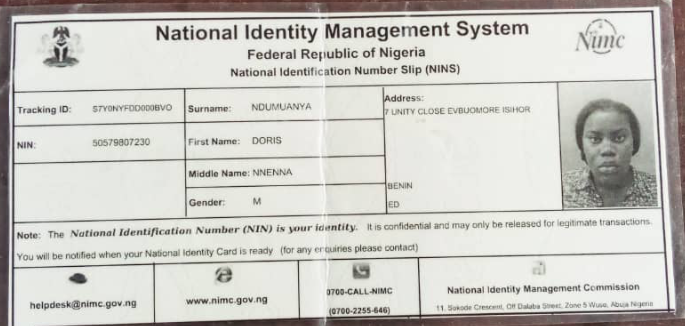 National Identity Management System
Federal Republic of Nigeria
National Identification Number Slip (NINS)
Nimc
Tracking ID: S7Y0NYFDD000BVO
Surname: NDUMUANYA
Address:
7 UNITY CLOSE EVBUOMORE ISIHOR
NIN: 50579807230
First Name: DORIS
Middle Name: NNENNA
BENIN
Gender: M
ED
Note: The National Identification Number (NIN) is your identity. It is confidential and may only be released for legitimate transactions.
You will be notified when your National Identity Card is ready (for any enquiries please contact)
helpdesk@nimc.gov.ng
www.nimc.gov.ng
0700-CALL-NIMC
(0700-2255-646)
National Identity Management Commission
11, Sokode Crescent, Off Dalaba Street, Zone 5 Wuse, Abuja Nigeria